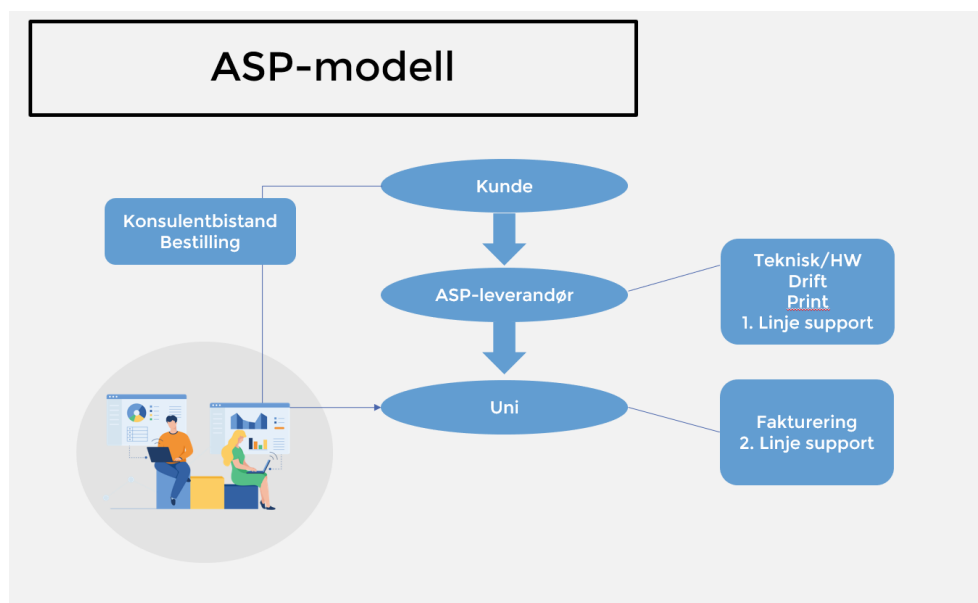 ASP-modell
Kunde
Konsulentbistand
Bestilling
ASP-leverandør
Teknisk/HW
Drift
Print
1. Linje support
Uni
Fakturering
2. Linje support